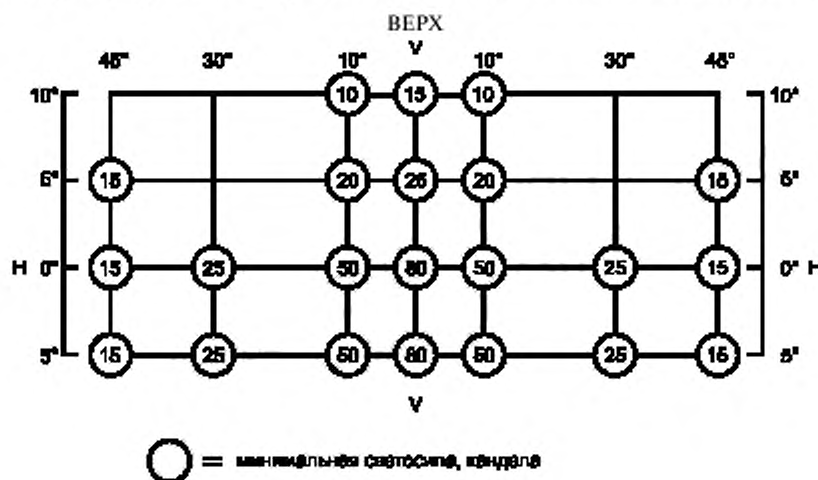 ВЕРХ
V
45° 30° 10° 10° 30° 45°
10° 10 15 10 10°
5° 15 20 25 20 15 5°
H 0° 15 25 50 80 50 25 15 0° H
5° 15 25 50 80 50 25 15 5°
V
= минимальная светосила, кандела